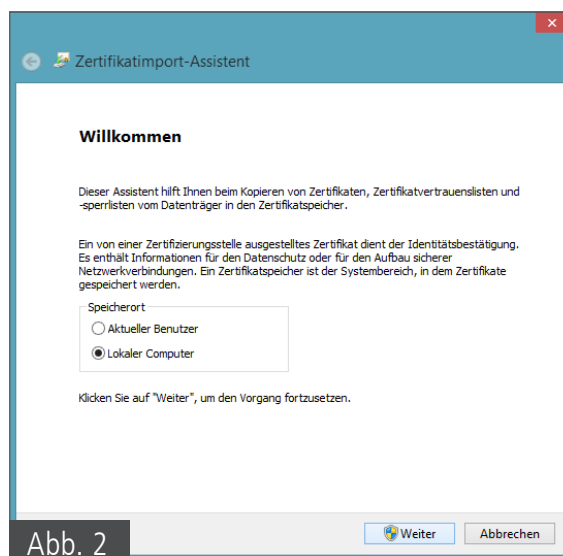 Zertifikatimport-Assistent
Willkommen
Dieser Assistent hilft Ihnen beim Kopieren von Zertifikaten, Zertifikatvertrauenslisten und
-sperrlisten vom Datenträger in den Zertifikatspeicher.
Ein von einer Zertifizierungsstelle ausgestelltes Zertifikat dient der Identitätsbestätigung.
Es enthält Informationen für den Datenschutz oder für den Aufbau sicherer
Netzwerkverbindungen. Ein Zertifikatspeicher ist der Systembereich, in dem Zertifikate
gespeichert werden.
Speicherort
Aktueller Benutzer
Lokaler Computer
Klicken Sie auf "Weiter", um den Vorgang fortzusetzen.
Weiter
Abbrechen
Abb. 2